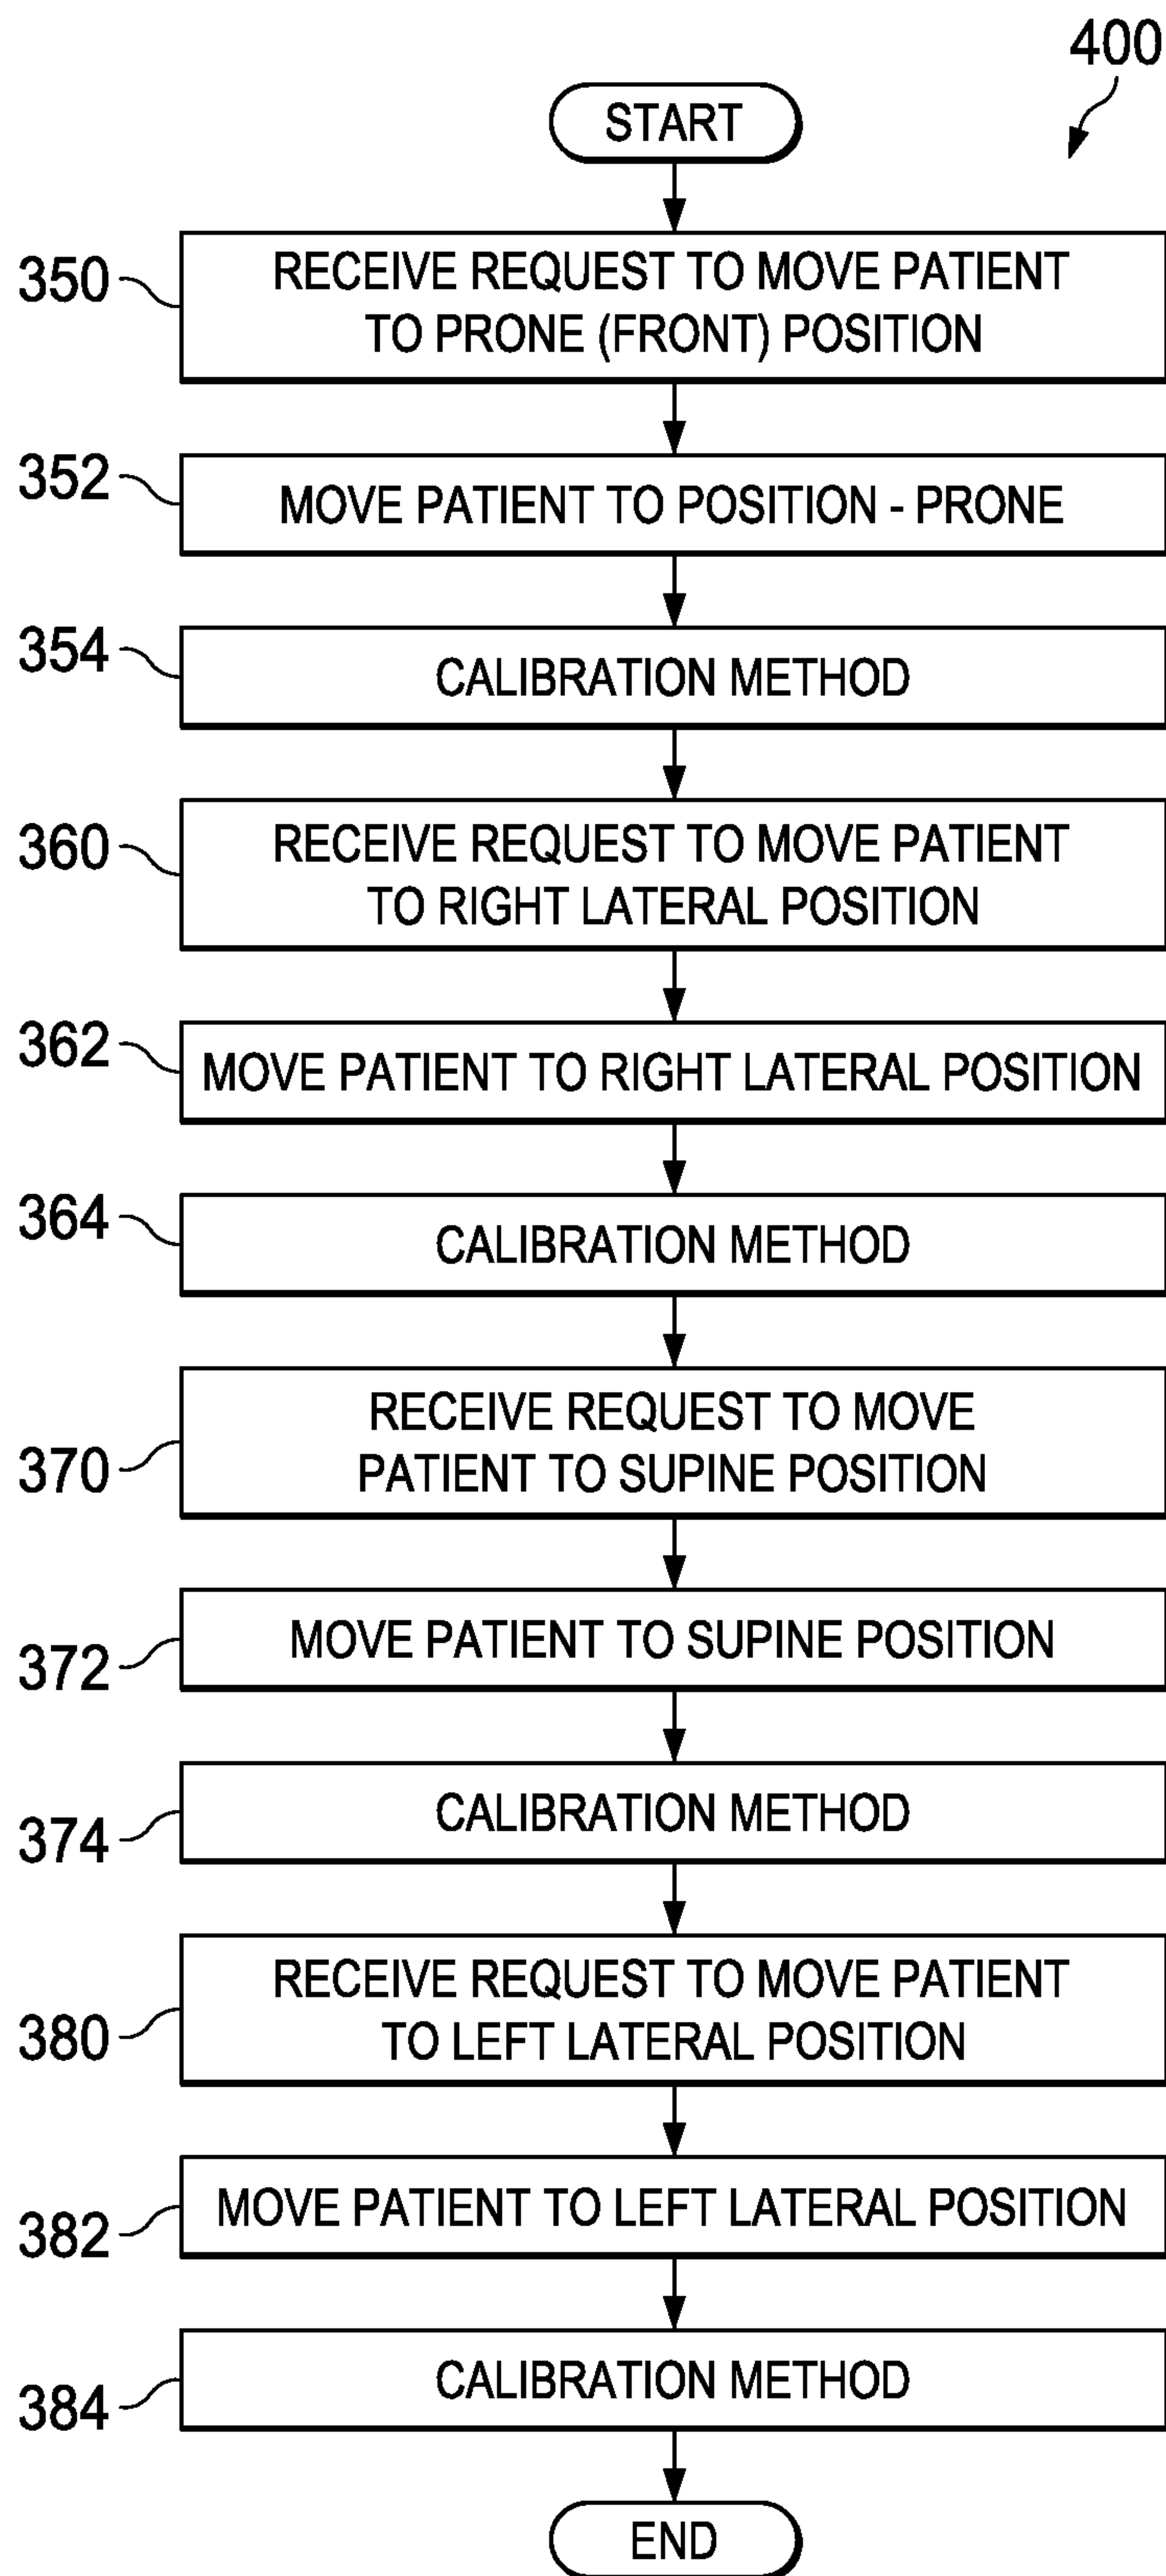 400
START
350
RECEIVE REQUEST TO MOVE PATIENT
TO PRONE (FRONT) POSITION
352
MOVE PATIENT TO POSITION - PRONE
354
CALIBRATION METHOD
360
RECEIVE REQUEST TO MOVE PATIENT
TO RIGHT LATERAL POSITION
362
MOVE PATIENT TO RIGHT LATERAL POSITION
364
CALIBRATION METHOD
370
RECEIVE REQUEST TO MOVE
PATIENT TO SUPINE POSITION
372
MOVE PATIENT TO SUPINE POSITION
374
CALIBRATION METHOD
380
RECEIVE REQUEST TO MOVE PATIENT
TO LEFT LATERAL POSITION
382
MOVE PATIENT TO LEFT LATERAL POSITION
384
CALIBRATION METHOD
END